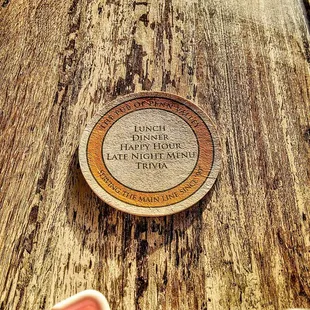 THE PUB OF PENN VALLEY
LUNCH
DINNER
HAPPY HOUR
LATE NIGHT MENU
TRIVIA
SERVING THE MAIN LINE SINCE